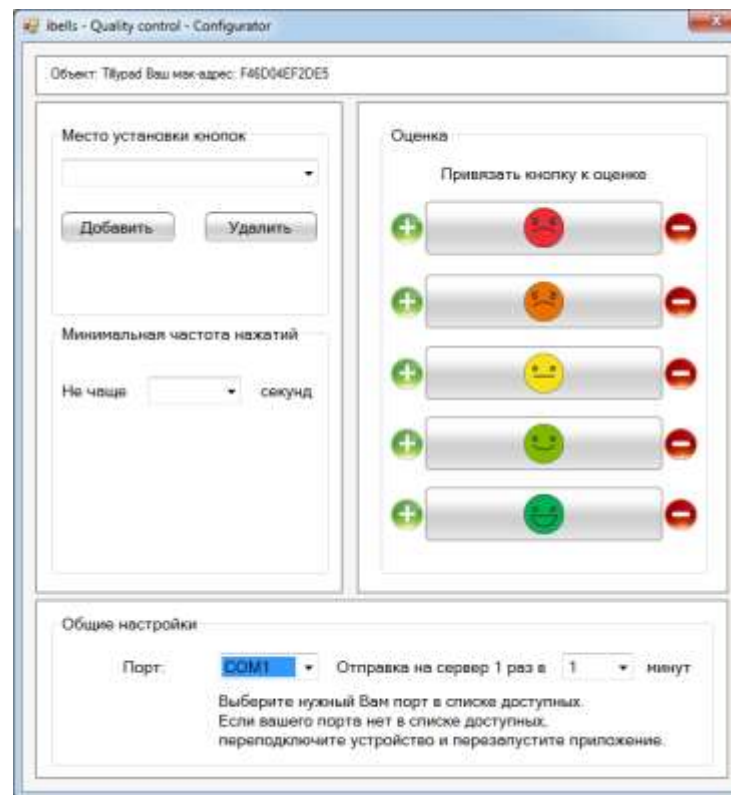 ibells - Quality control - Configurator
Объект: Tillypad Ваш мак-адрес: F46D04EF2DE5
Место установки кнопок
Добавить Удалить
Минимальная частота нажатий
Не чаще секунд
Оценка
Привязать кнопку к оценке
Общие настройки
Порт: COM1 Отправка на сервер 1 раз в 1 минут
Выберите нужный Вам порт в списке доступных.
Если вашего порта нет в списке доступных,
переподключите устройство и перезапустите приложение.